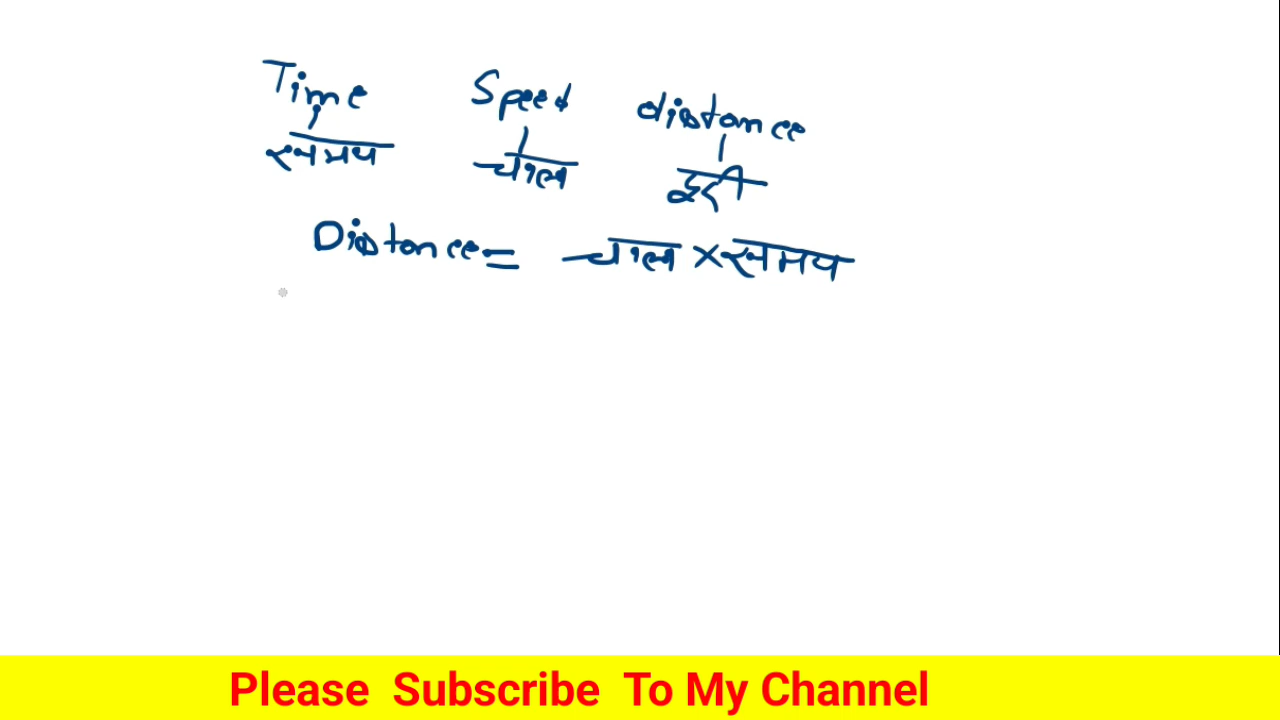 Time Speed distance
समय चाल दूरी
Distance = चाल × समय
Please Subscribe To My Channel